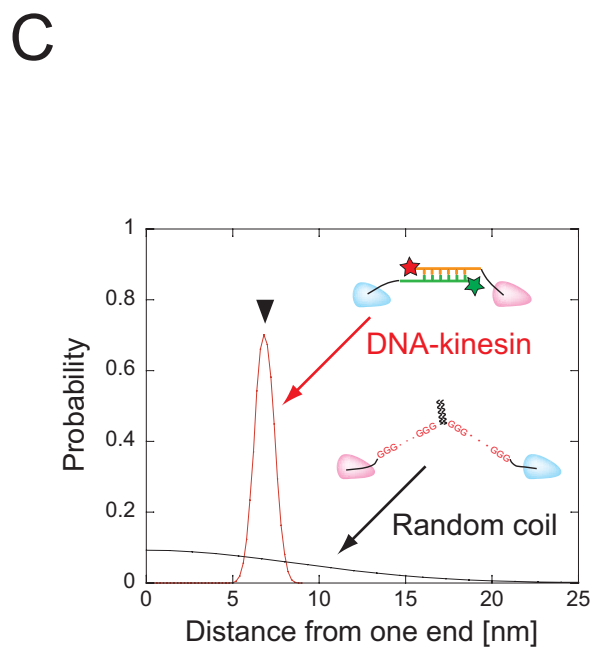 C
1
0.8
0.6
0.4
0.2
0
Probability
DNA-kinesin
GGG · · · GGG GGG · · · GGG
Random coil
0 5 10 15 20 25
Distance from one end [nm]